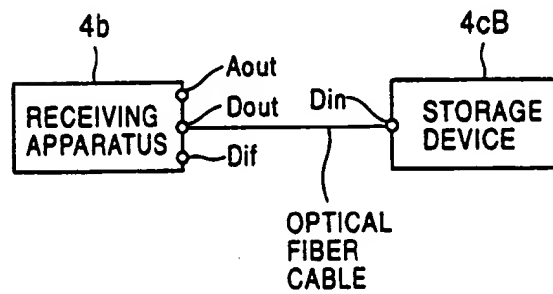 4b
4cB
Aout
RECEIVING
APPARATUS
Dout
Dif
Din
STORAGE
DEVICE
OPTICAL
FIBER
CABLE